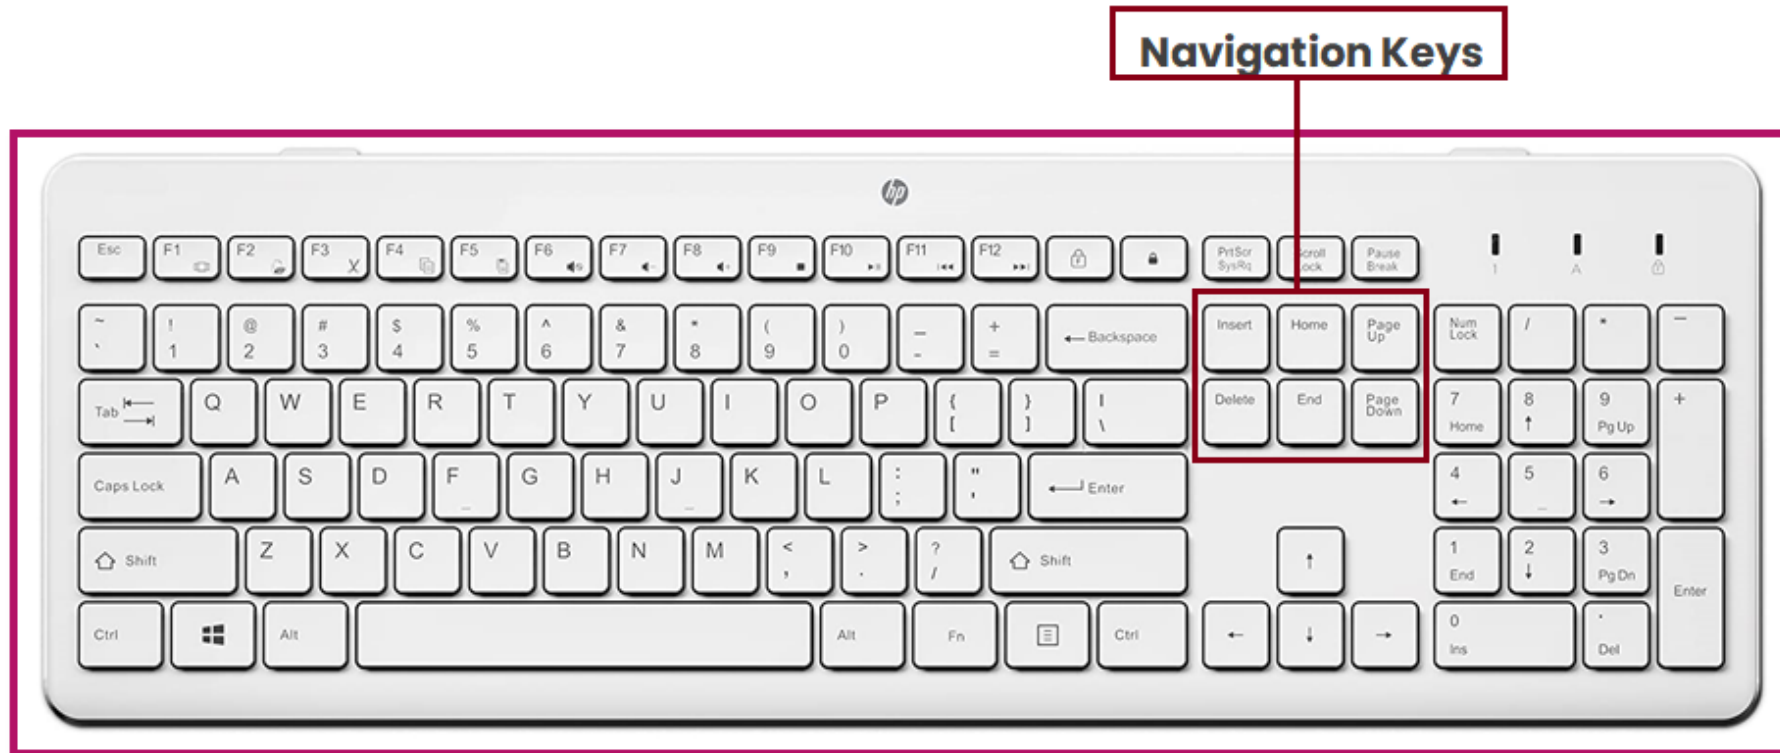 Navigation Keys
hp
Esc F1 F2 F3 F4 F5 F6 F7 F8 F9 F10 F11 F12 PrtScr SysRq Scroll Lock Pause Break
1 A
~ ` ! 1 @ 2 # 3 $ 4 % 5 ^ 6 & 7 * 8 ( 9 ) 0 _ - + = ← Backspace Insert Home Page Up Num Lock / * −
Tab Q W E R T Y U I O P { [ } ] | \ Delete End Page Down 7 Home 8 ↑ 9 Pg Up +
Caps Lock A S D F _ G H J _ K L : ; " ' Enter 4 ← 5 _ 6 →
Shift Z X C V B N M < , > . ? / Shift ↑ 1 End 2 ↓ 3 Pg Dn Enter
Ctrl Alt Alt Fn Ctrl ← ↓ → 0 Ins . Del